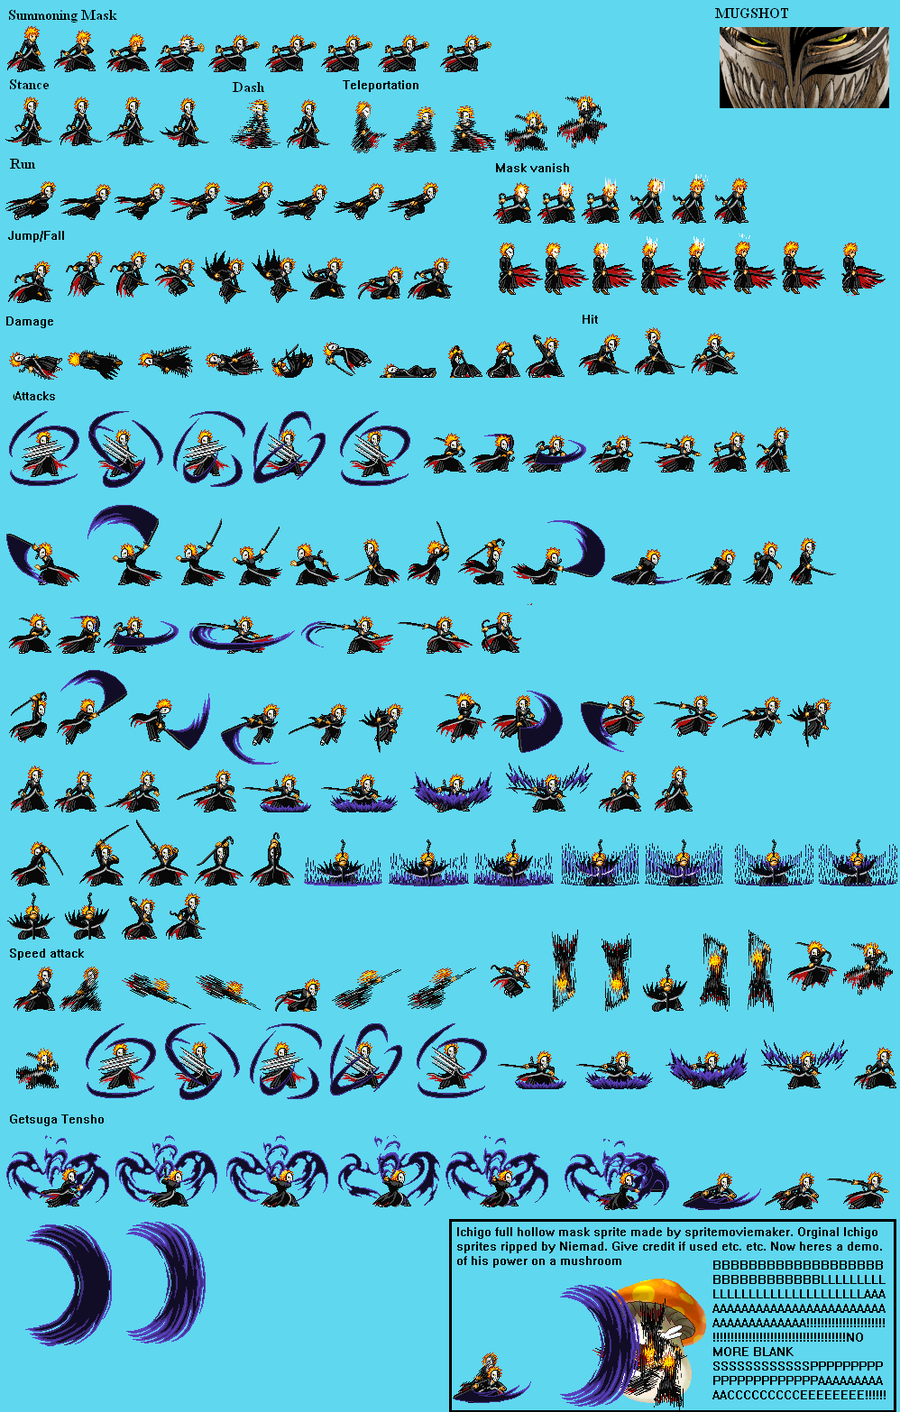 Summoning Mask
MUGSHOT
Stance
Dash
Teleportation
Run
Mask vanish
Jump/Fall
Damage
Hit
Attacks
Speed attack
Getsuga Tensho
Ichigo full hollow mask sprite made by spritemoviemaker. Orginal Ichigo
sprites ripped by Niemad. Give credit if used etc. etc. Now heres a demo.
of his power on a mushroom
BBBBBBBBBBBBBBBBBBB
BBBBBBBBBBBBLLLLLLLLL
LLLLLLLLLLLLLLLLLLLLLLAAA
AAAAAAAAAAAAAAAAAAAAAAA
AAAAAAAAAAAAA!!!!!!!!!!!!!!!!!!!!!!!
!!!!!!!!!!!!!!!!!!!!!!!!!!!!!!!!!!!!!!!NO
MORE BLANK
SSSSSSSSSSSSPPPPPPPPP
PPPPPPPPPPPPPAAAAAAAAA
AACCCCCCCCCEEEEEEEE!!!!!!